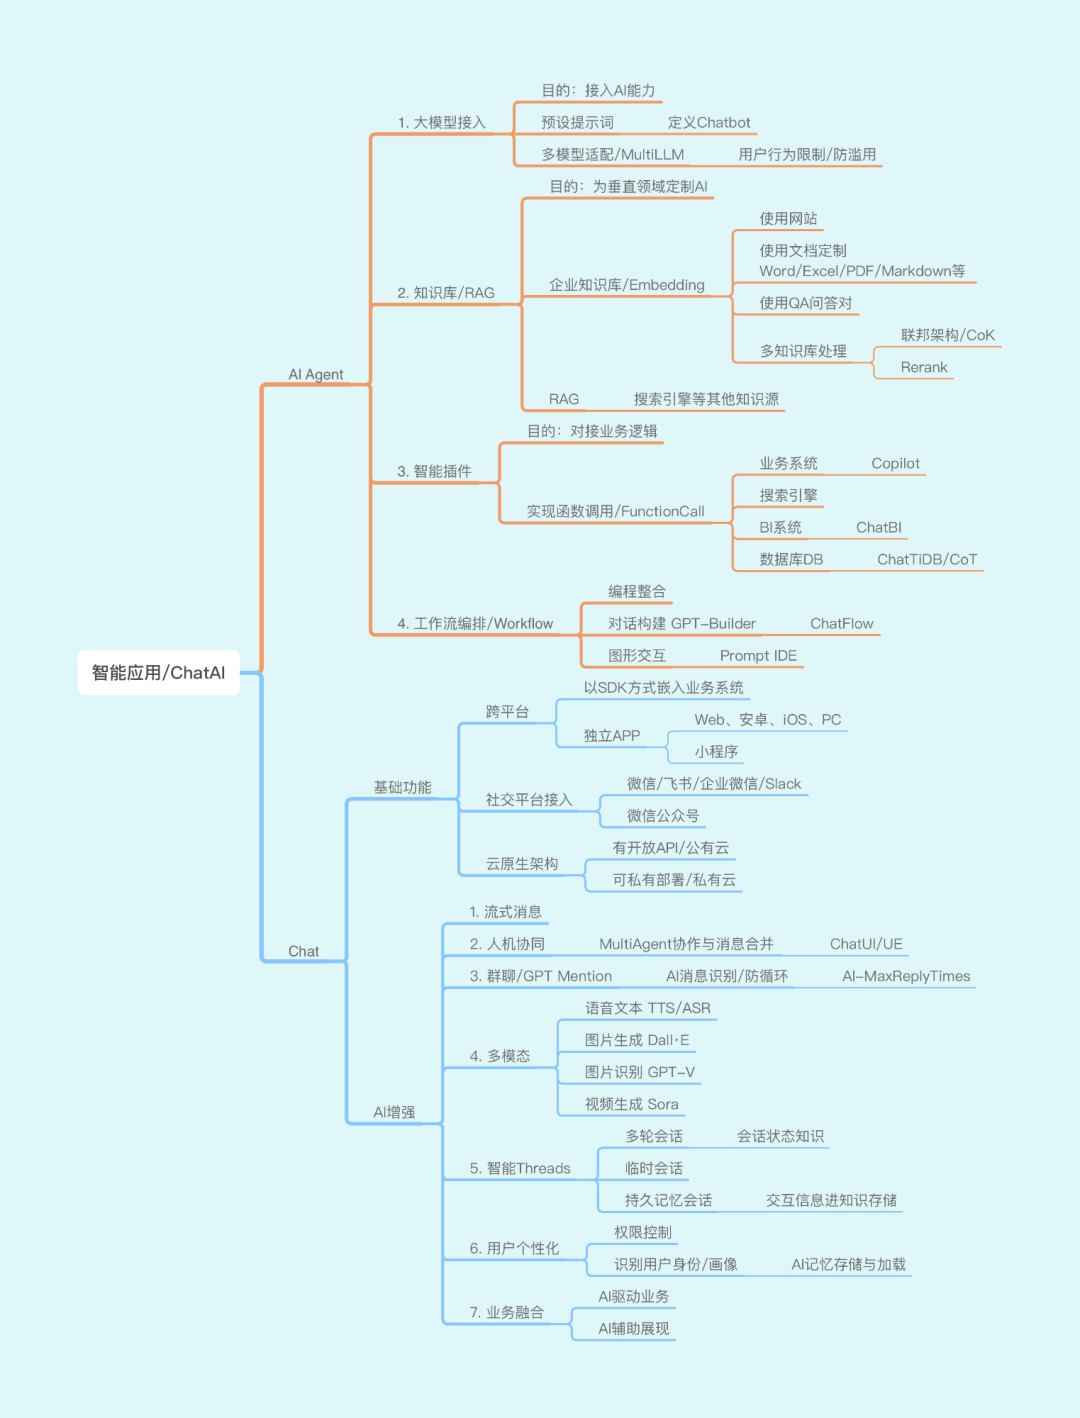 智能应用/ChatAI
AI Agent
1. 大模型接入
目的：接入AI能力
预设提示词
定义Chatbot
多模型适配/MultiLLM
用户行为限制/防滥用
2. 知识库/RAG
目的：为垂直领域定制AI
企业知识库/Embedding
使用网站
使用文档定制
Word/Excel/PDF/Markdown等
使用QA问答对
多知识库处理
联邦架构/CoK
Rerank
RAG
搜索引擎等其他知识源
3. 智能插件
目的：对接业务逻辑
实现函数调用/FunctionCall
业务系统
Copilot
搜索引擎
BI系统
ChatBI
数据库DB
ChatTiDB/CoT
4. 工作流编排/Workflow
编程整合
对话构建 GPT-Builder
ChatFlow
图形交互
Prompt IDE
Chat
基础功能
跨平台
以SDK方式嵌入业务系统
独立APP
Web、安卓、iOS、PC
小程序
社交平台接入
微信/飞书/企业微信/Slack
微信公众号
云原生架构
有开放API/公有云
可私有部署/私有云
AI增强
1. 流式消息
2. 人机协同
MultiAgent协作与消息合并
ChatUI/UE
3. 群聊/GPT Mention
AI消息识别/防循环
AI-MaxReplyTimes
4. 多模态
语音文本 TTS/ASR
图片生成 Dall·E
图片识别 GPT-V
视频生成 Sora
5. 智能Threads
多轮会话
会话状态知识
临时会话
持久记忆会话
交互信息进知识存储
6. 用户个性化
权限控制
识别用户身份/画像
AI记忆存储与加载
7. 业务融合
AI驱动业务
AI辅助展现